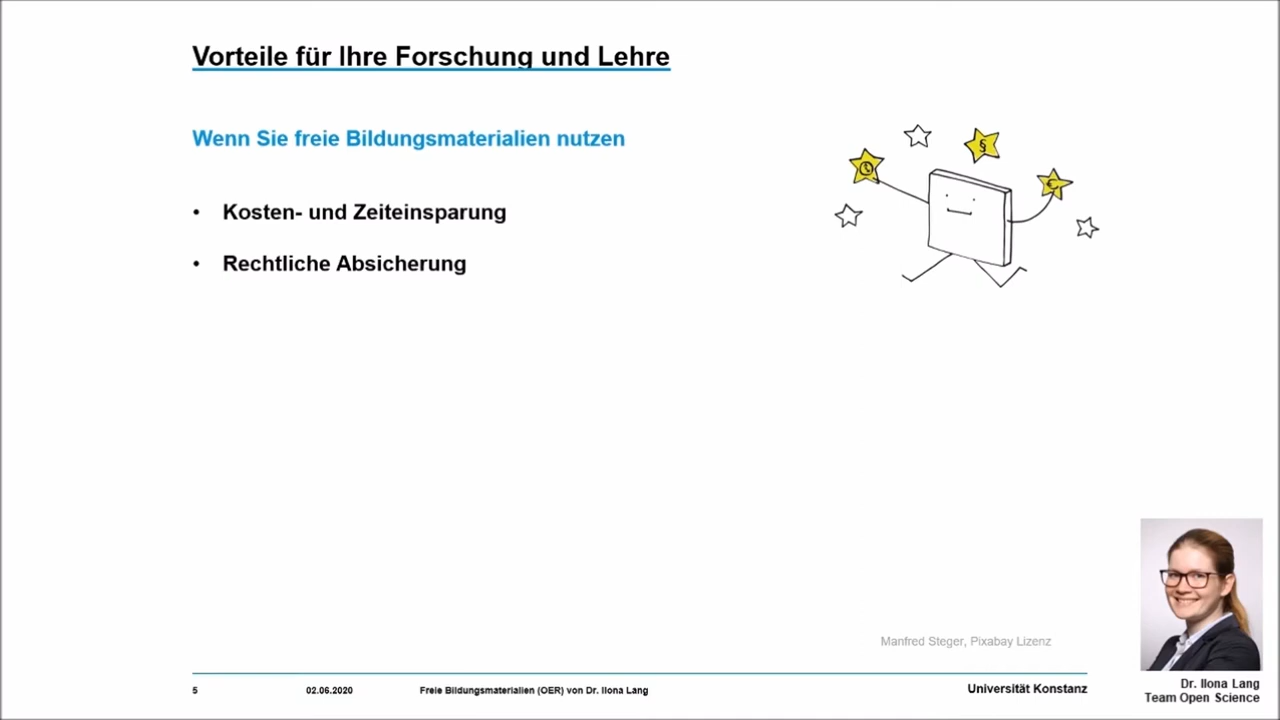 Vorteile für Ihre Forschung und Lehre
Wenn Sie freie Bildungsmaterialien nutzen
• Kosten- und Zeiteinsparung
• Rechtliche Absicherung
§
€
Manfred Steger, Pixabay Lizenz
5 02.06.2020 Freie Bildungsmaterialien (OER) von Dr. Ilona Lang Universität Konstanz
Dr. Ilona Lang
Team Open Science